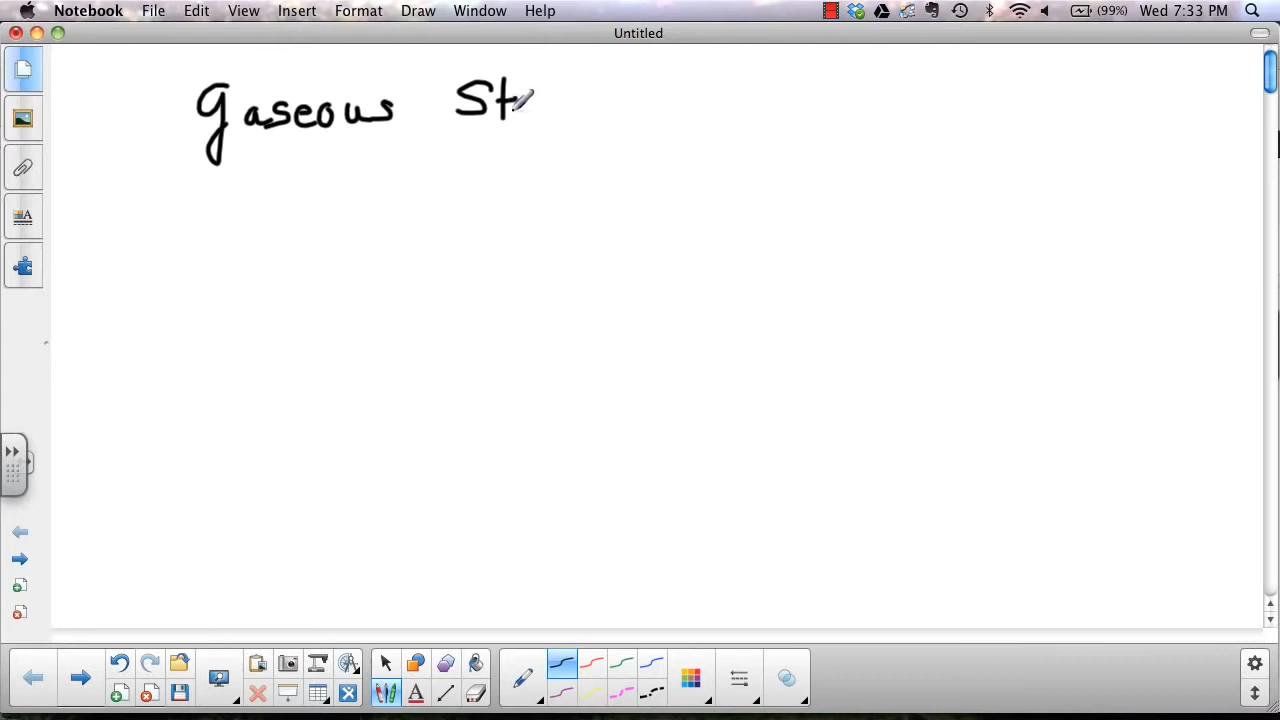 Notebook File Edit View Insert Format Draw Window Help (99%) Wed 7:33 PM
Untitled
Gaseous St